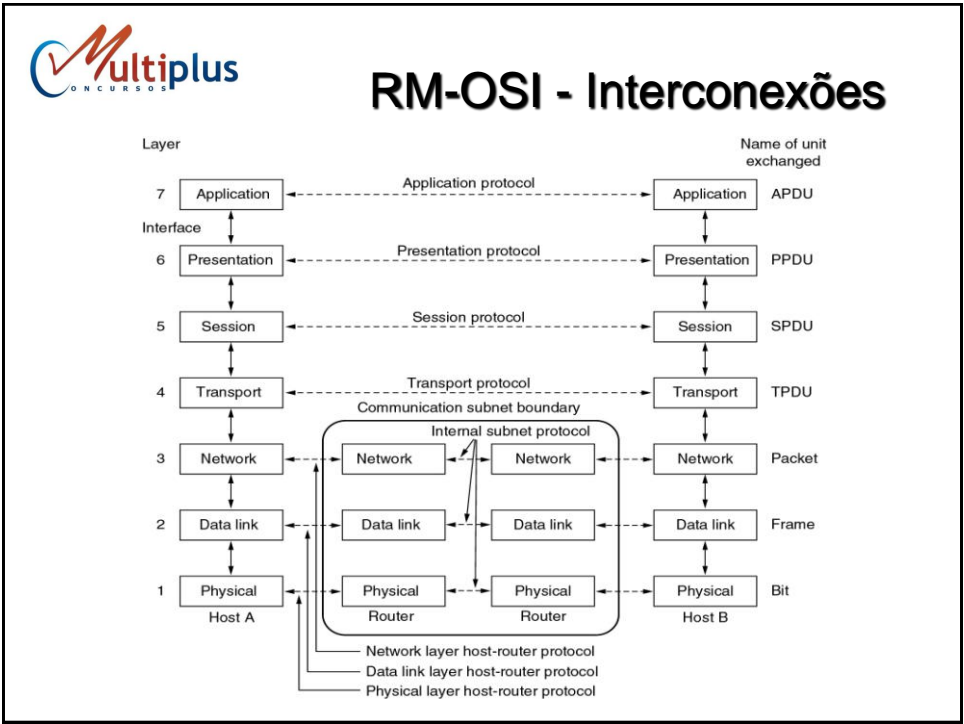 Multiplus
CONCURSOS
RM-OSI - Interconexões
Layer
Name of unit
exchanged
7 Application Application protocol Application APDU
Interface
6 Presentation Presentation protocol Presentation PPDU
5 Session Session protocol Session SPDU
4 Transport Transport protocol Transport TPDU
Communication subnet boundary
Internal subnet protocol
3 Network Network Network Network Packet
2 Data link Data link Data link Data link Frame
1 Physical Physical Physical Physical Bit
Host A Router Router Host B
Network layer host-router protocol
Data link layer host-router protocol
Physical layer host-router protocol